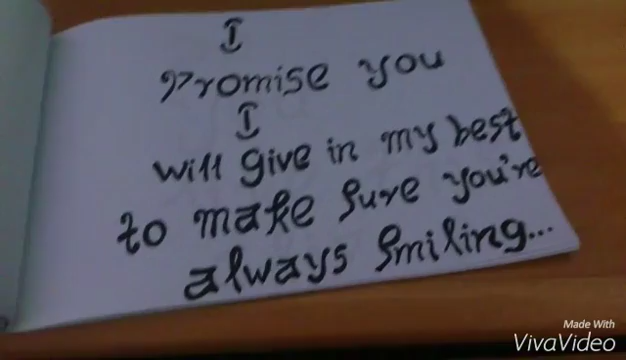 I
Promise you
I
will give in my best
to make sure you're
always smiling...
Made With
VivaVideo